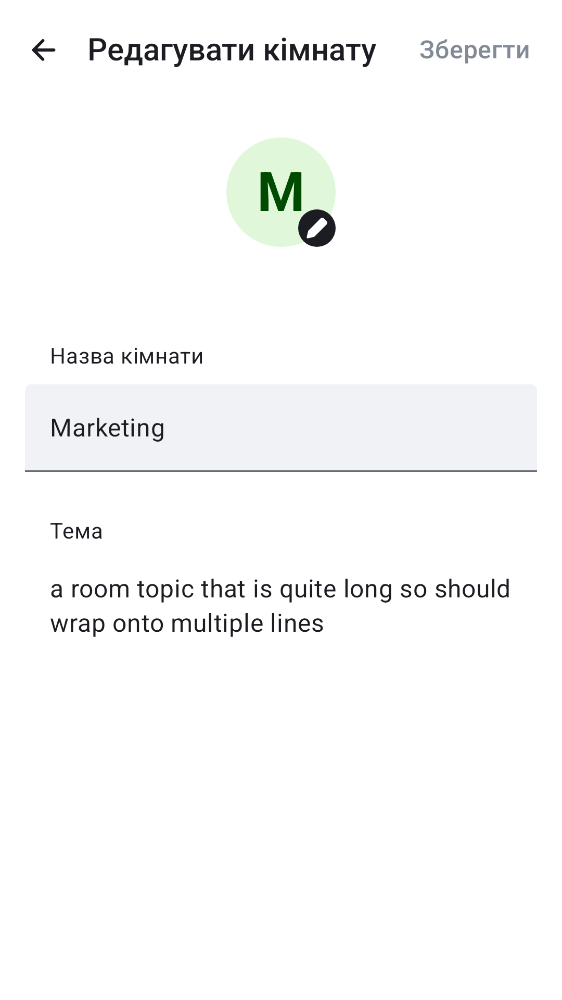 Редагувати кімнату Зберегти
M
Назва кімнати
Marketing
Тема
a room topic that is quite long so should
wrap onto multiple lines